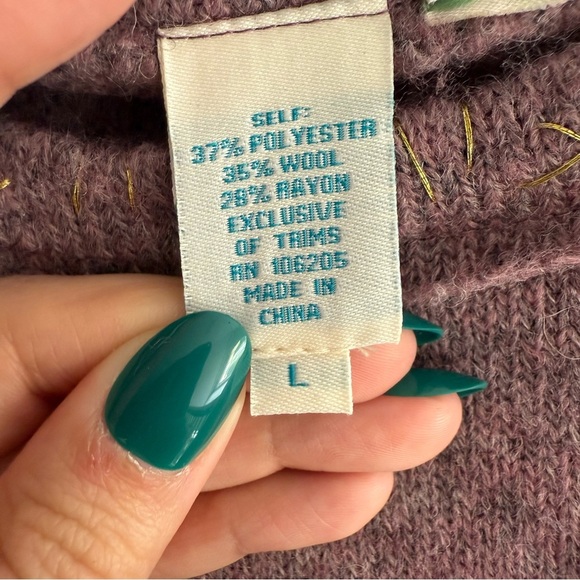 SELF:
37% POLYESTER
35% WOOL
28% RAYON
EXCLUSIVE
OF TRIMS
RN 106205
MADE IN
CHINA
L